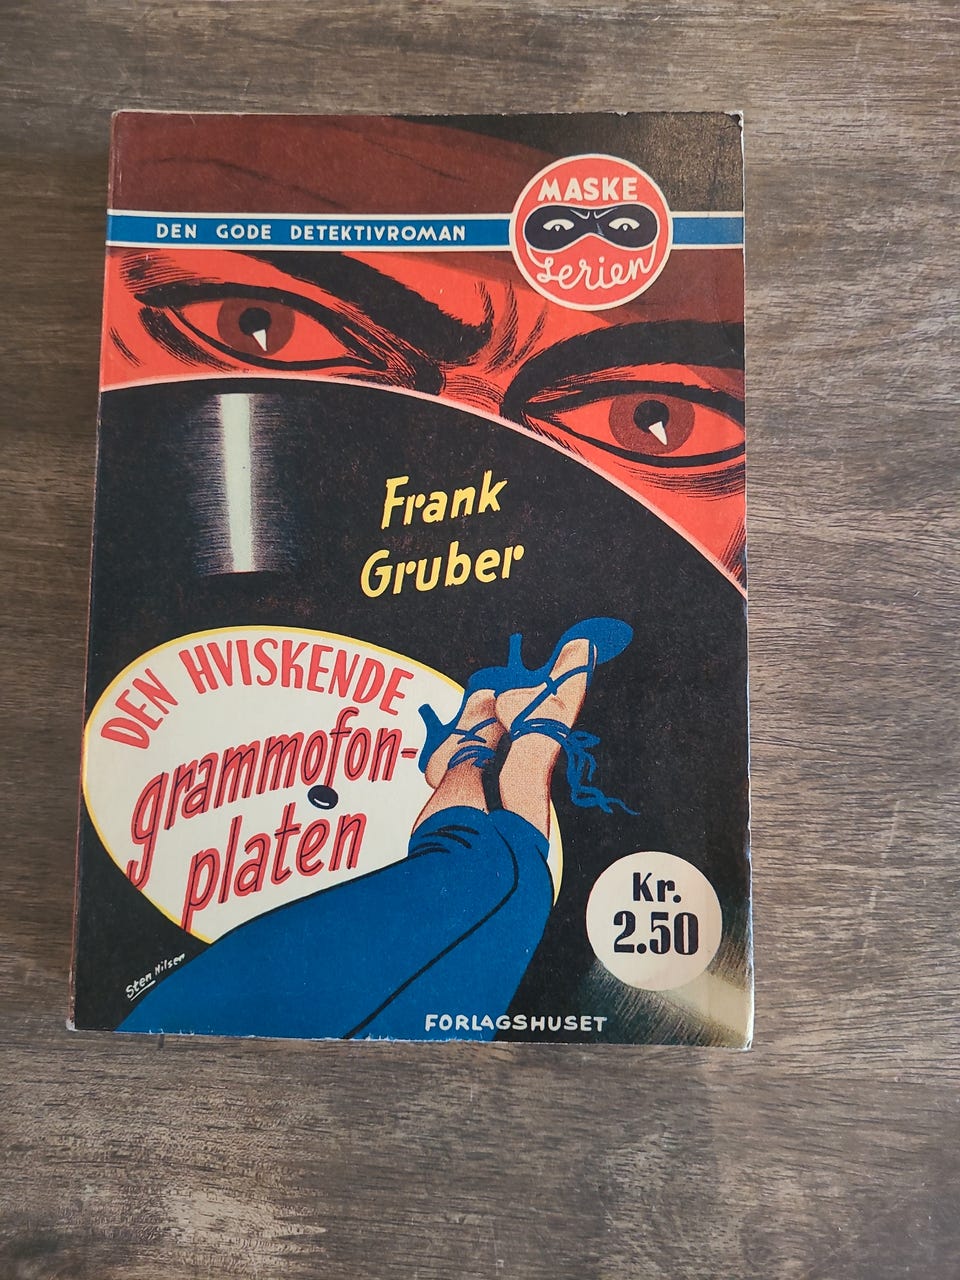 MASKE
Serien
DEN GODE DETEKTIVROMAN
Frank
Gruber
DEN HVISKENDE
grammofon-
platen
Kr.
2.50
Sten Nilsen
FORLAGSHUSET